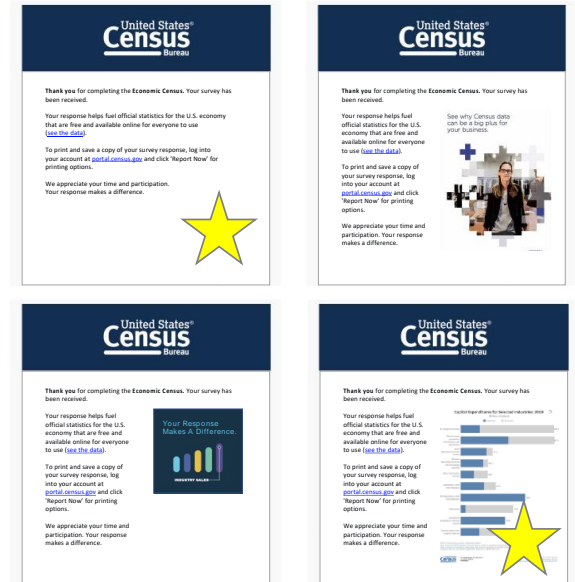 United States®
Census
Bureau
Thank you for completing the Economic Census. Your survey has
been received.
Your response helps fuel official statistics for the U.S. economy
that are free and available online for everyone to use
(see the data).
To print and save a copy of your survey response, log into
your account at portal.census.gov and click 'Report Now' for
printing options.
We appreciate your time and participation.
Your response makes a difference.
United States®
Census
Bureau
Thank you for completing the Economic Census. Your survey has
been received.
Your response helps fuel
official statistics for the U.S.
economy that are free and
available online for everyone
to use (see the data).
To print and save a copy of
your survey response, log
into your account at
portal.census.gov and click
'Report Now' for printing
options.
We appreciate your time and
participation. Your response
makes a difference.
See why Census data
can be a big plus for
your business.
United States®
Census
Bureau
Thank you for completing the Economic Census. Your survey has
been received.
Your response helps fuel
official statistics for the U.S.
economy that are free and
available online for everyone
to use (see the data).
To print and save a copy of
your survey response, log
into your account at
portal.census.gov and click
'Report Now' for printing
options.
We appreciate your time and
participation. Your response
makes a difference.
Your Response
Makes A Difference.
INDUSTRY SALES
United States®
Census
Bureau
Thank you for completing the Economic Census. Your survey has
been received.
Your response helps fuel
official statistics for the U.S.
economy that are free and
available online for everyone
to use (see the data).
To print and save a copy of
your survey response, log
into your account at
portal.census.gov and click
'Report Now' for printing
options.
We appreciate your time and
participation. Your response
makes a difference.
Capital Expenditures for Selected Industries: 2018
Census